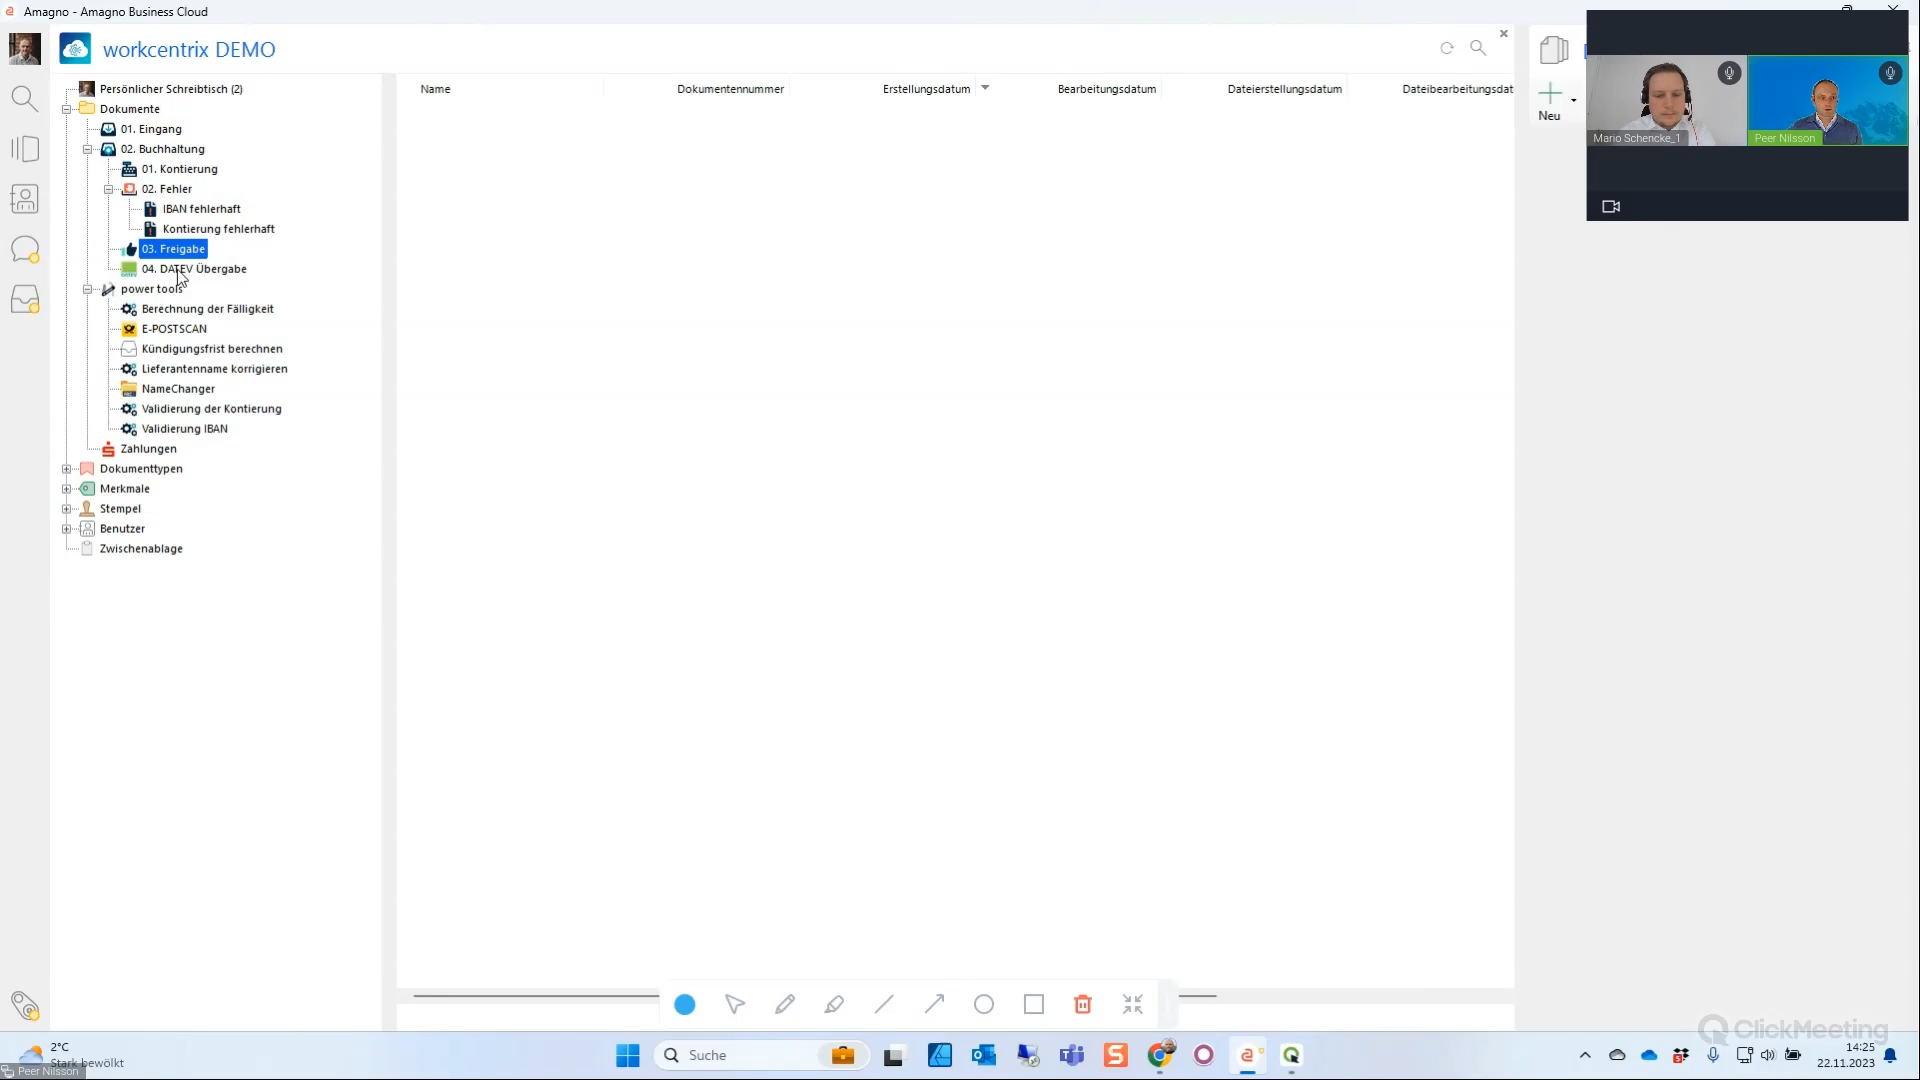 Amagno - Amagno Business Cloud
workcentrix DEMO
Persönlicher Schreibtisch (2)
Dokumente
01. Eingang
02. Buchhaltung
01. Kontierung
02. Fehler
IBAN fehlerhaft
Kontierung fehlerhaft
03. Freigabe
04. DATEV Übergabe
power tools
Berechnung der Fälligkeit
E-POSTSCAN
Kündigungsfrist berechnen
Lieferantenname korrigieren
NameChanger
Validierung der Kontierung
Validierung IBAN
Zahlungen
Dokumenttypen
Merkmale
Stempel
Benutzer
Zwischenablage
Name Dokumentennummer Erstellungsdatum Bearbeitungsdatum Dateierstellungsdatum Dateibearbeitungsdat
Neu
Mario Schencke_1
Peer Nilsson
ClickMeeting
2°C
Stark bewölkt
Peer Nilsson
Suche
14:25
22.11.2023